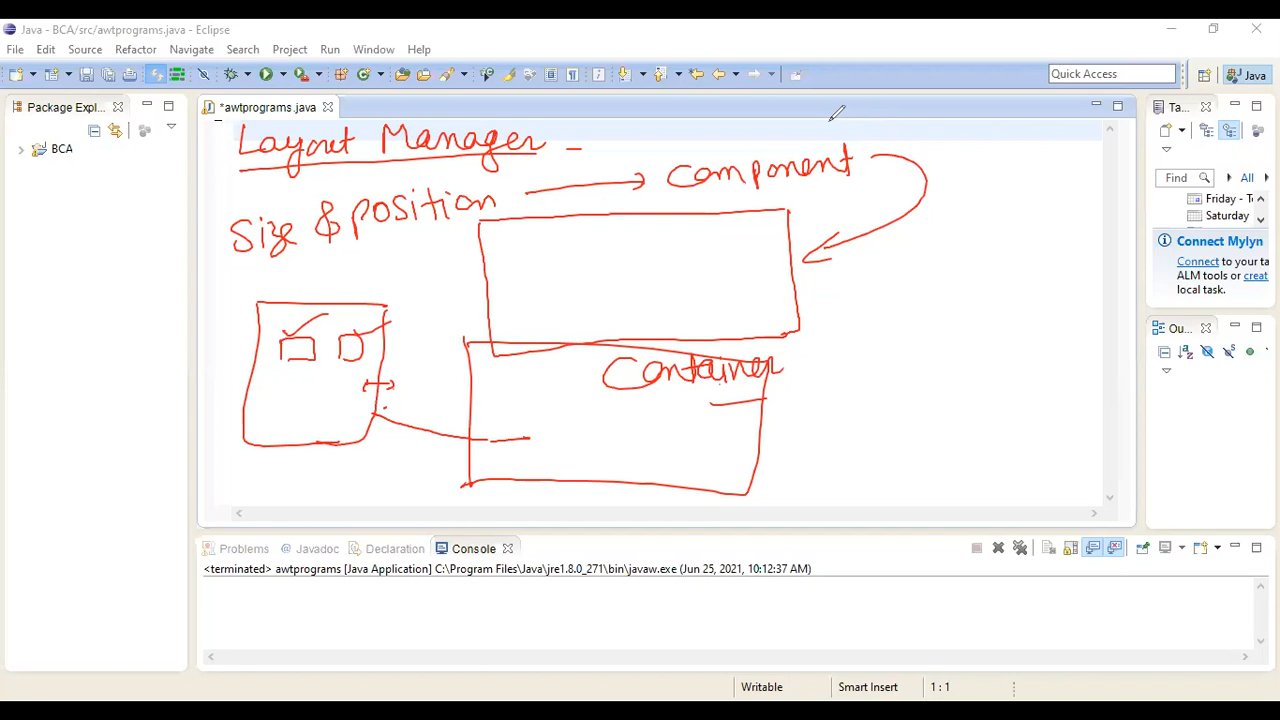 Java - BCA/src/awtprograms.java - Eclipse
File Edit Source Refactor Navigate Search Project Run Window Help
Quick Access
Java
Package Expl...
*awtprograms.java
Ta...
BCA
Layout Manager -
component
Size & position
Find
All
Friday - To
Saturday
Connect Mylyn
Connect to your ta
ALM tools or creat
local task.
Container
Ou...
Problems Javadoc Declaration Console
<terminated> awtprograms [Java Application] C:\Program Files\Java\jre1.8.0_271\bin\javaw.exe (Jun 25, 2021, 10:12:37 AM)
Writable Smart Insert 1 : 1